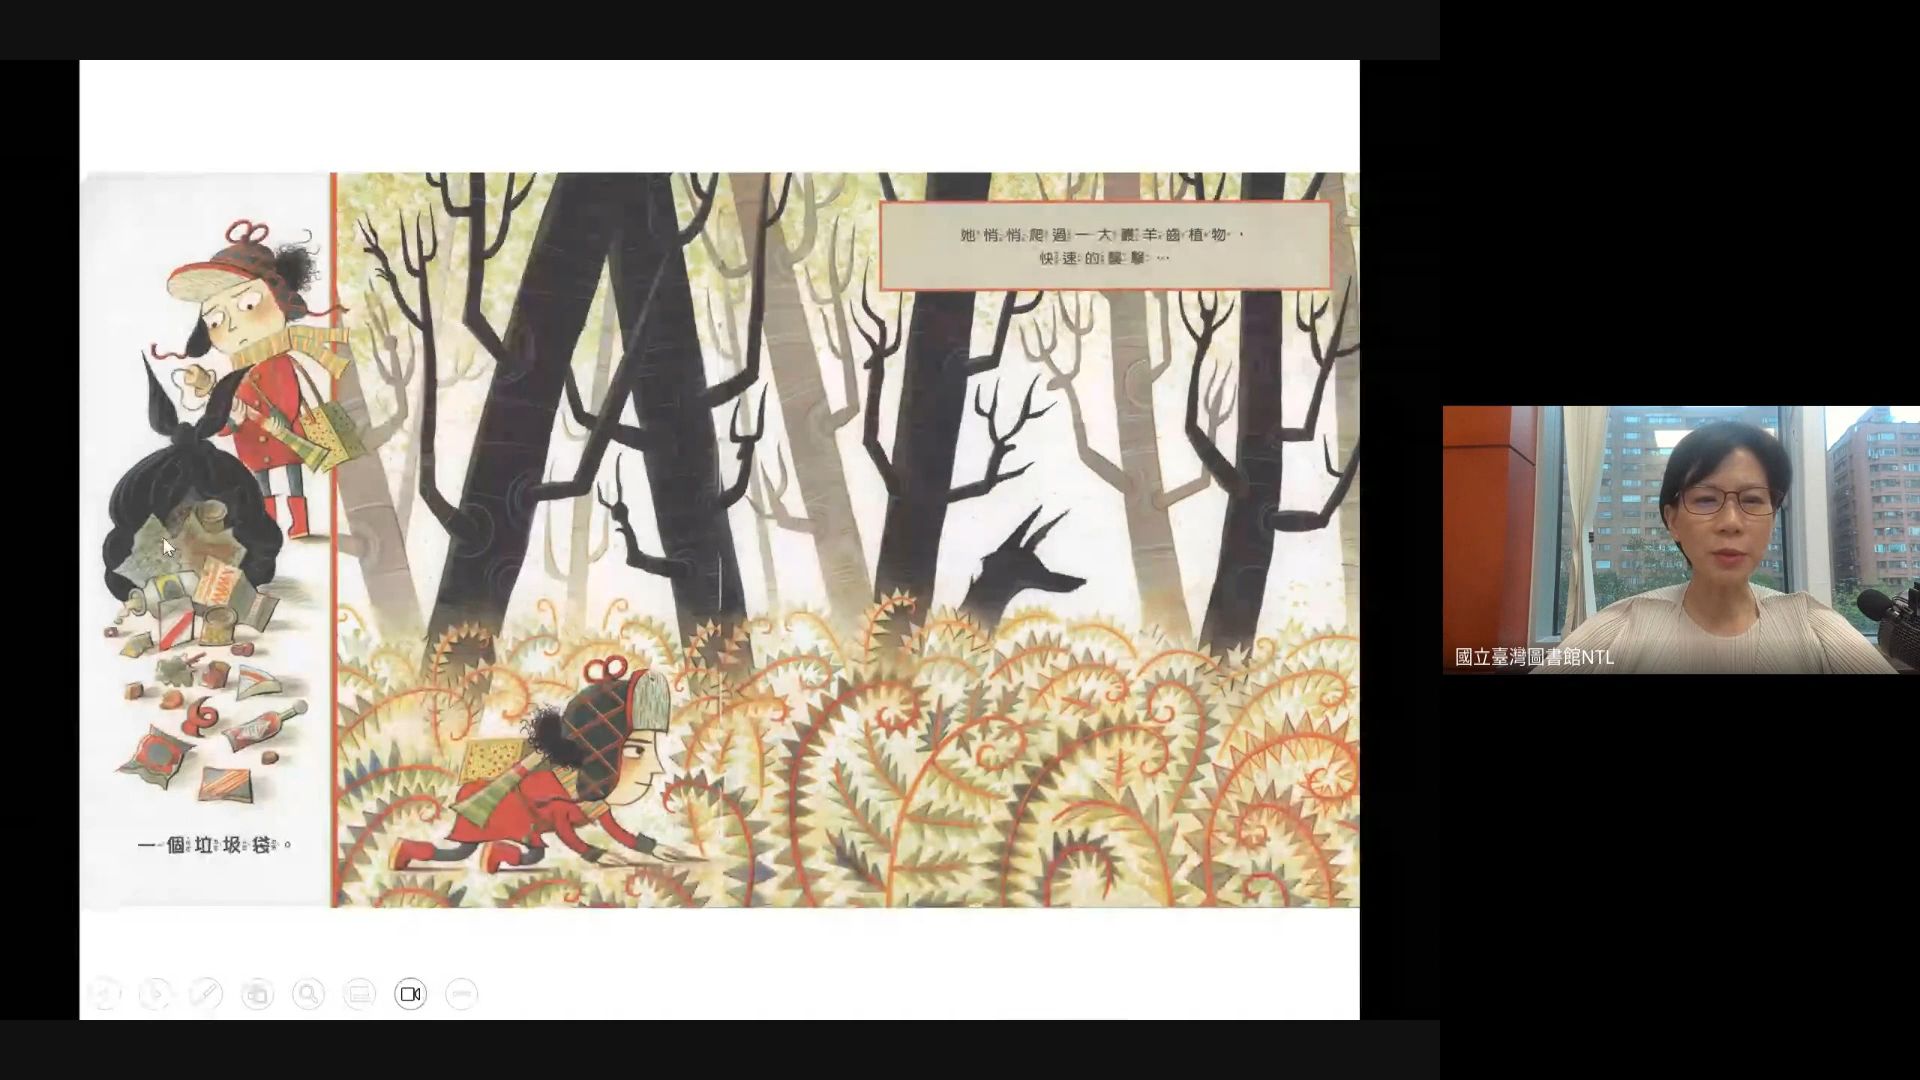 她悄悄爬過一大叢羊齒植物,
快速的襲擊…
一個垃圾袋。
國立臺灣圖書館NTL